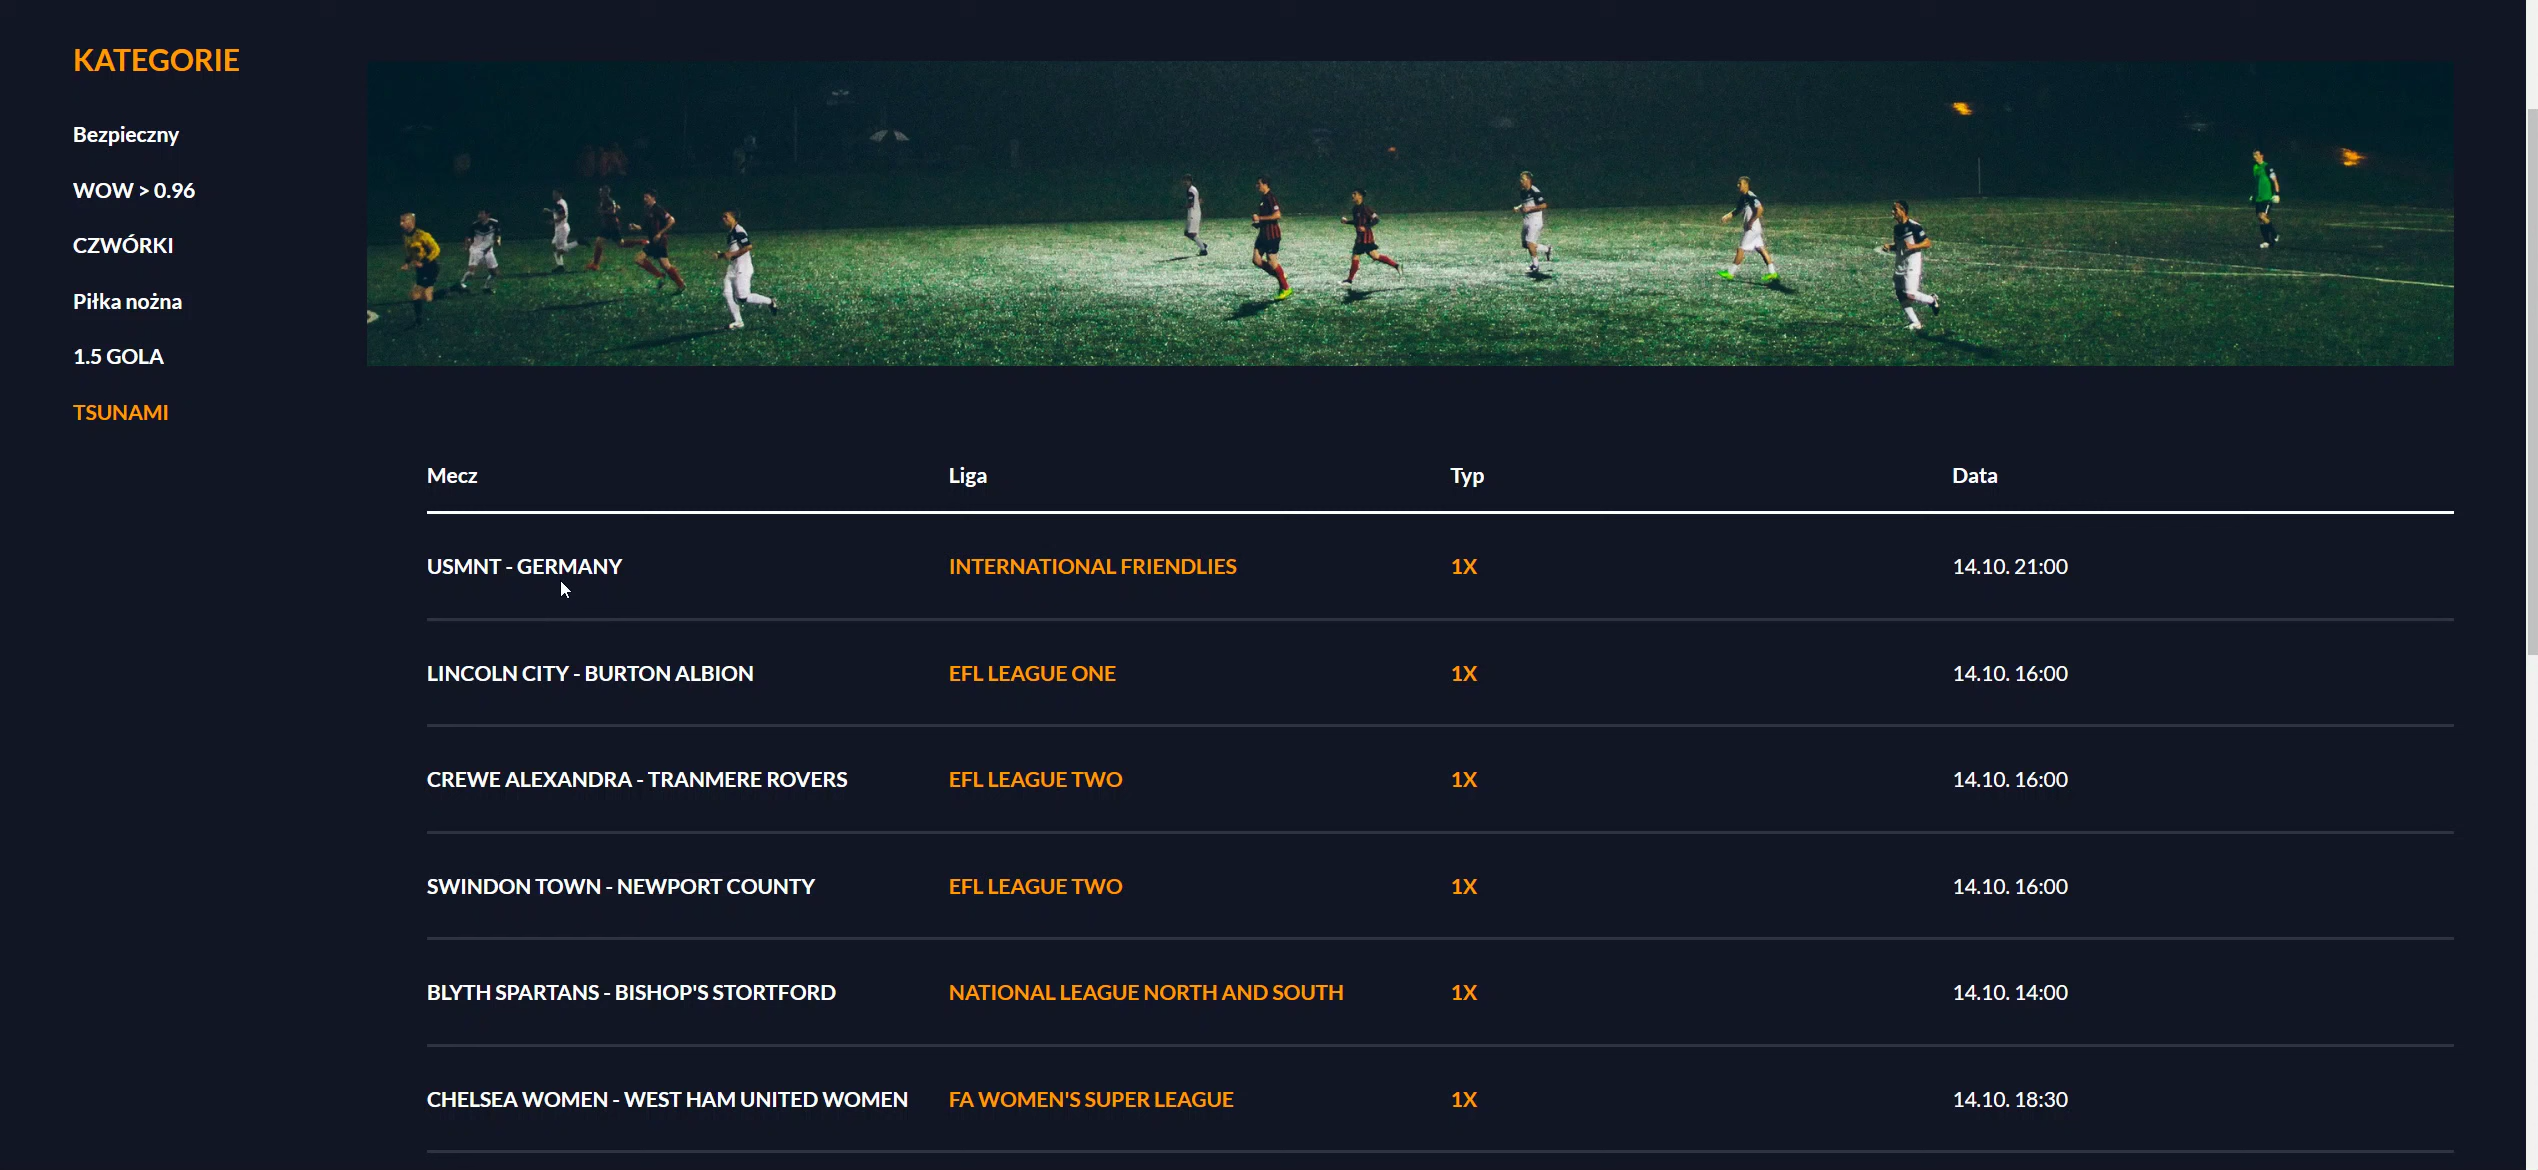 KATEGORIE
Bezpieczny
WOW > 0.96
CZWÓRKI
Piłka nożna
1.5 GOLA
TSUNAMI
Mecz Liga Typ Data
USMNT - GERMANY INTERNATIONAL FRIENDLIES 1X 14.10. 21:00
LINCOLN CITY - BURTON ALBION EFL LEAGUE ONE 1X 14.10. 16:00
CREWE ALEXANDRA - TRANMERE ROVERS EFL LEAGUE TWO 1X 14.10. 16:00
SWINDON TOWN - NEWPORT COUNTY EFL LEAGUE TWO 1X 14.10. 16:00
BLYTH SPARTANS - BISHOP'S STORTFORD NATIONAL LEAGUE NORTH AND SOUTH 1X 14.10. 14:00
CHELSEA WOMEN - WEST HAM UNITED WOMEN FA WOMEN'S SUPER LEAGUE 1X 14.10. 18:30